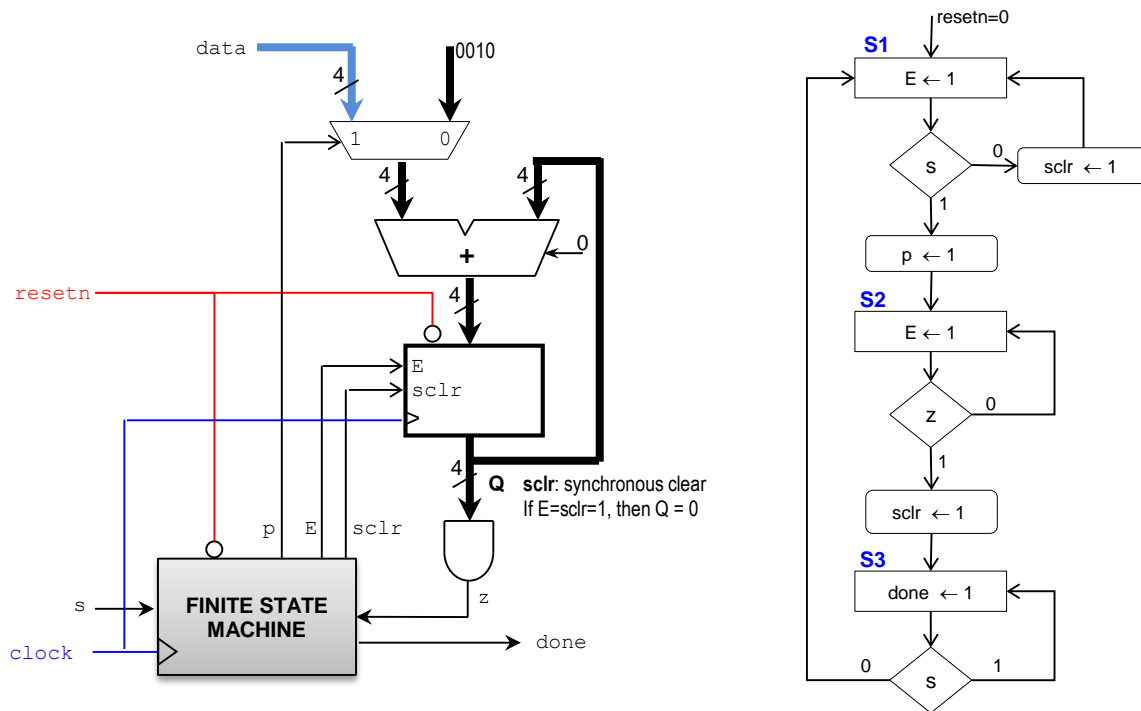 data
0010
4
1
0
4
4
0
+
resetn
4
E
sclr
4
Q
sclr: synchronous clear
If E=sclr=1, then Q = 0
p
E
sclr
z
s
FINITE STATE
MACHINE
clock
done
resetn=0
S1
E ← 1
s
0
sclr ← 1
1
p ← 1
S2
E ← 1
z
0
1
sclr ← 1
S3
done ← 1
0
s
1